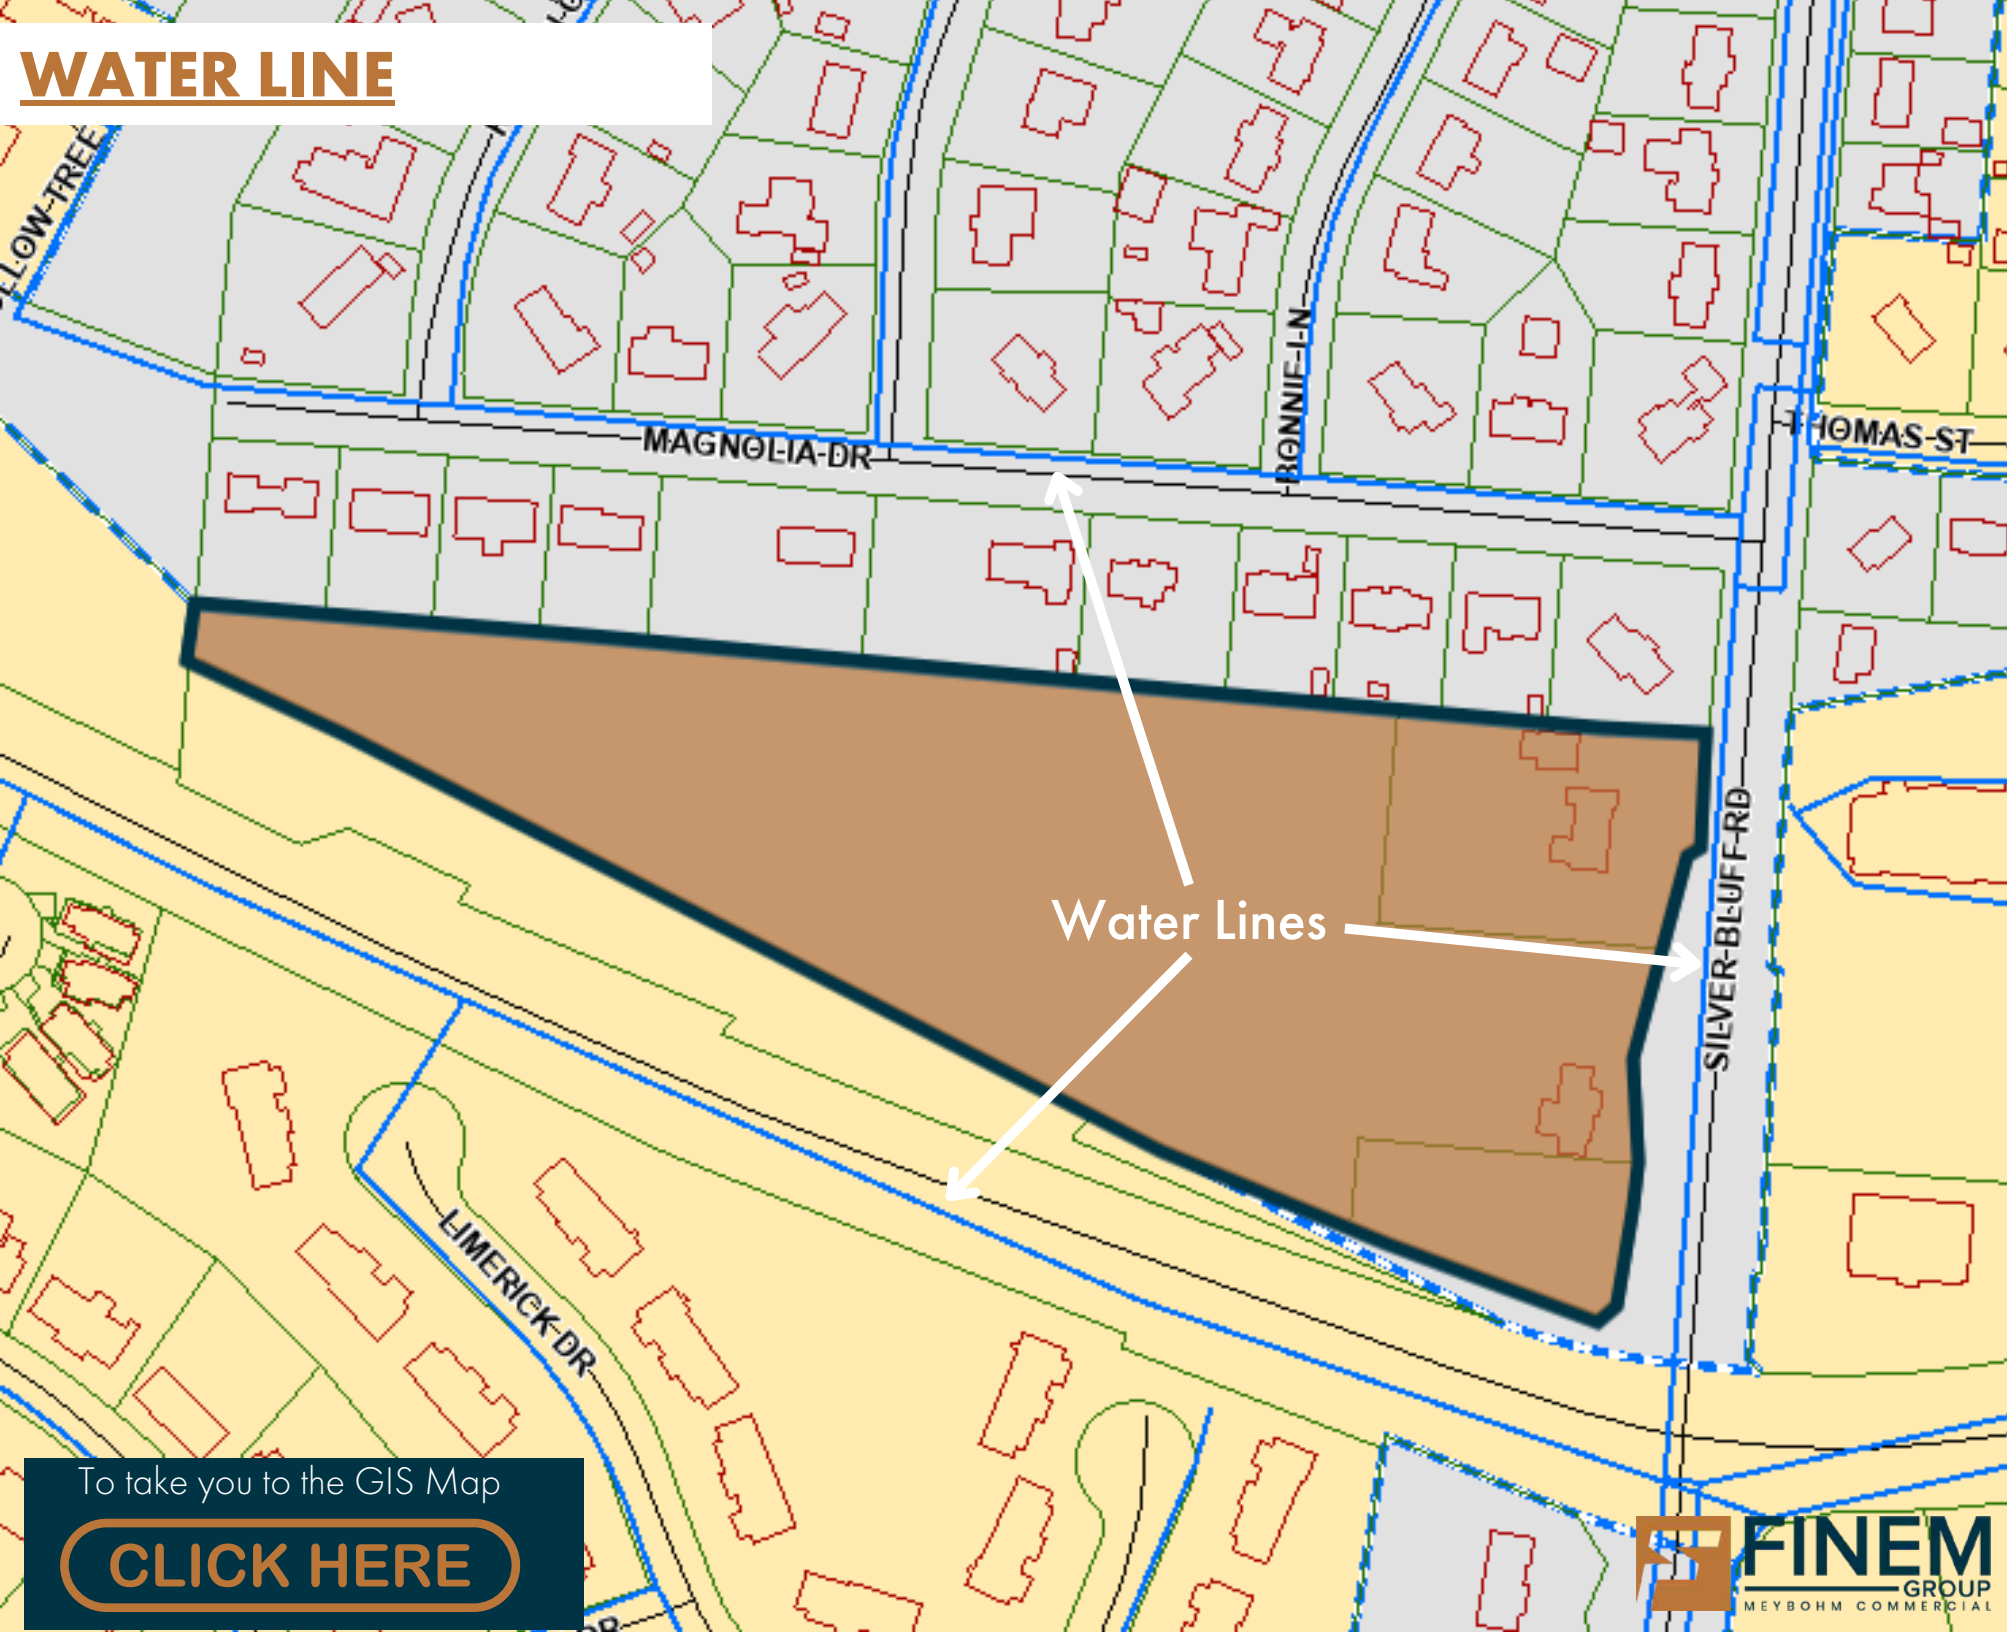 WATER LINE
MAGNOLIA-DR
BONNIE-LN
THOMAS-ST
SILVER-BLUFF-RD
Water Lines
LIMERICK-DR
To take you to the GIS Map
CLICK HERE
FINEM
GROUP
MEYBOHM COMMERCIAL